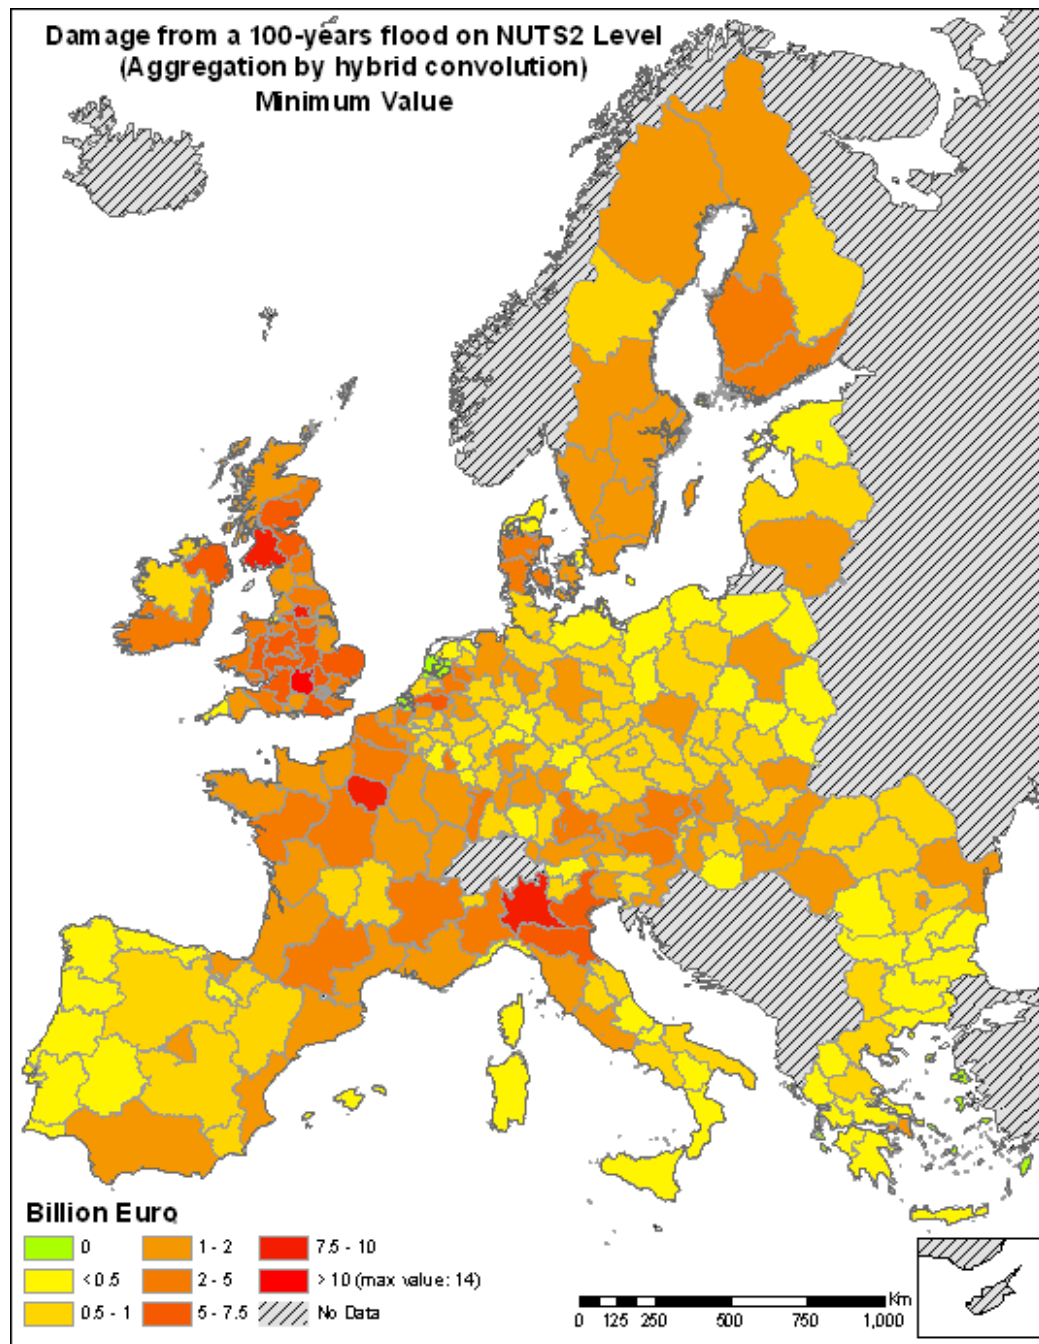 Damage from a 100-years flood on NUTS2 Level
(Aggregation by hybrid convolution)
Minimum Value
Billion Euro
0
<0.5
0.5 - 1
1 - 2
2 - 5
5 - 7.5
7.5 - 10
> 10 (max value: 14)
No Data
Km
0 125 250 500 750 1,000